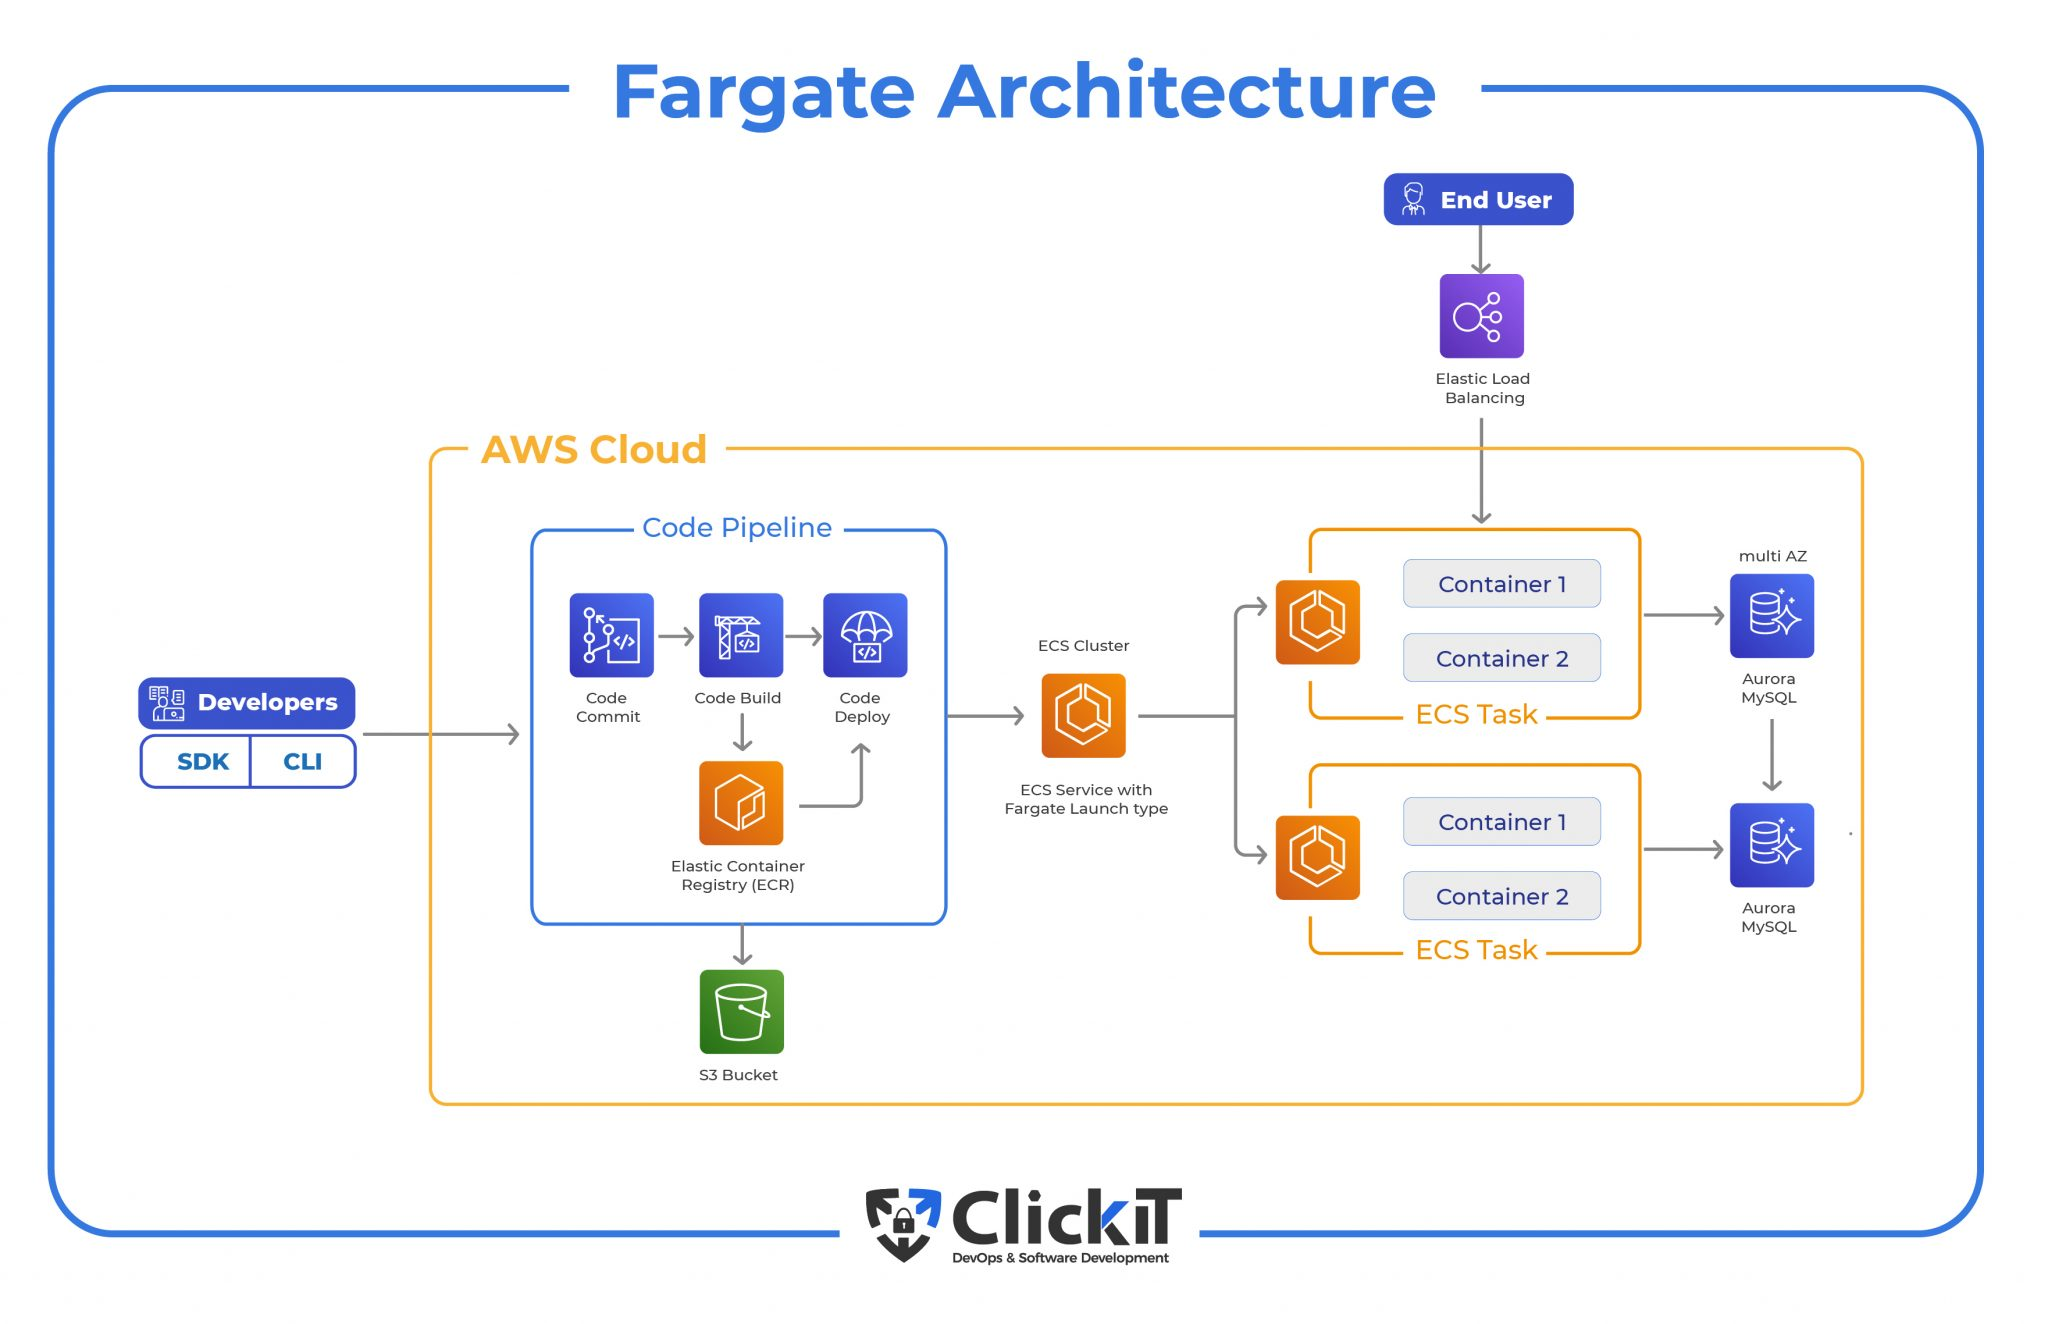 Fargate Architecture
End User
Elastic Load
Balancing
AWS Cloud
Code Pipeline
Code
Commit
Code Build
Code
Deploy
Elastic Container
Registry (ECR)
S3 Bucket
Developers
SDK
CLI
ECS Cluster
ECS Service with
Fargate Launch type
Container 1
Container 2
ECS Task
Container 1
Container 2
ECS Task
multi AZ
Aurora
MySQL
Aurora
MySQL
ClickiT
DevOps & Software Development